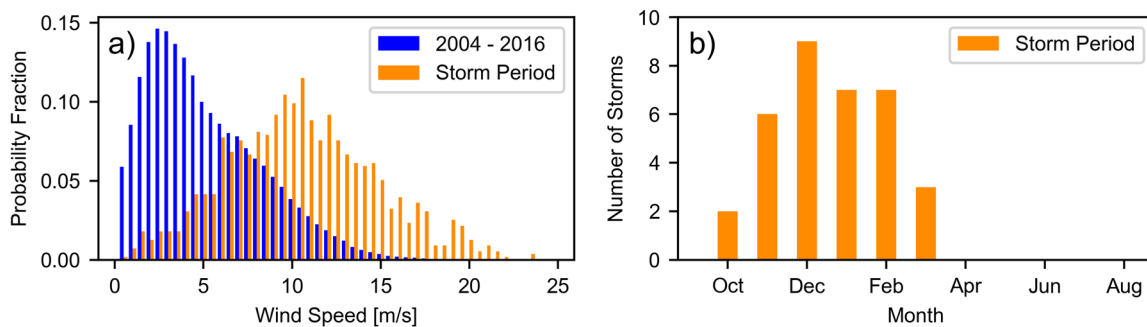 a)
2004 - 2016
Storm Period
0.15
0.10
0.05
0.00
Probability Fraction
0 5 10 15 20 25
Wind Speed [m/s]
b)
Storm Period
10
8
6
4
2
0
Number of Storms
Oct Dec Feb Apr Jun Aug
Month